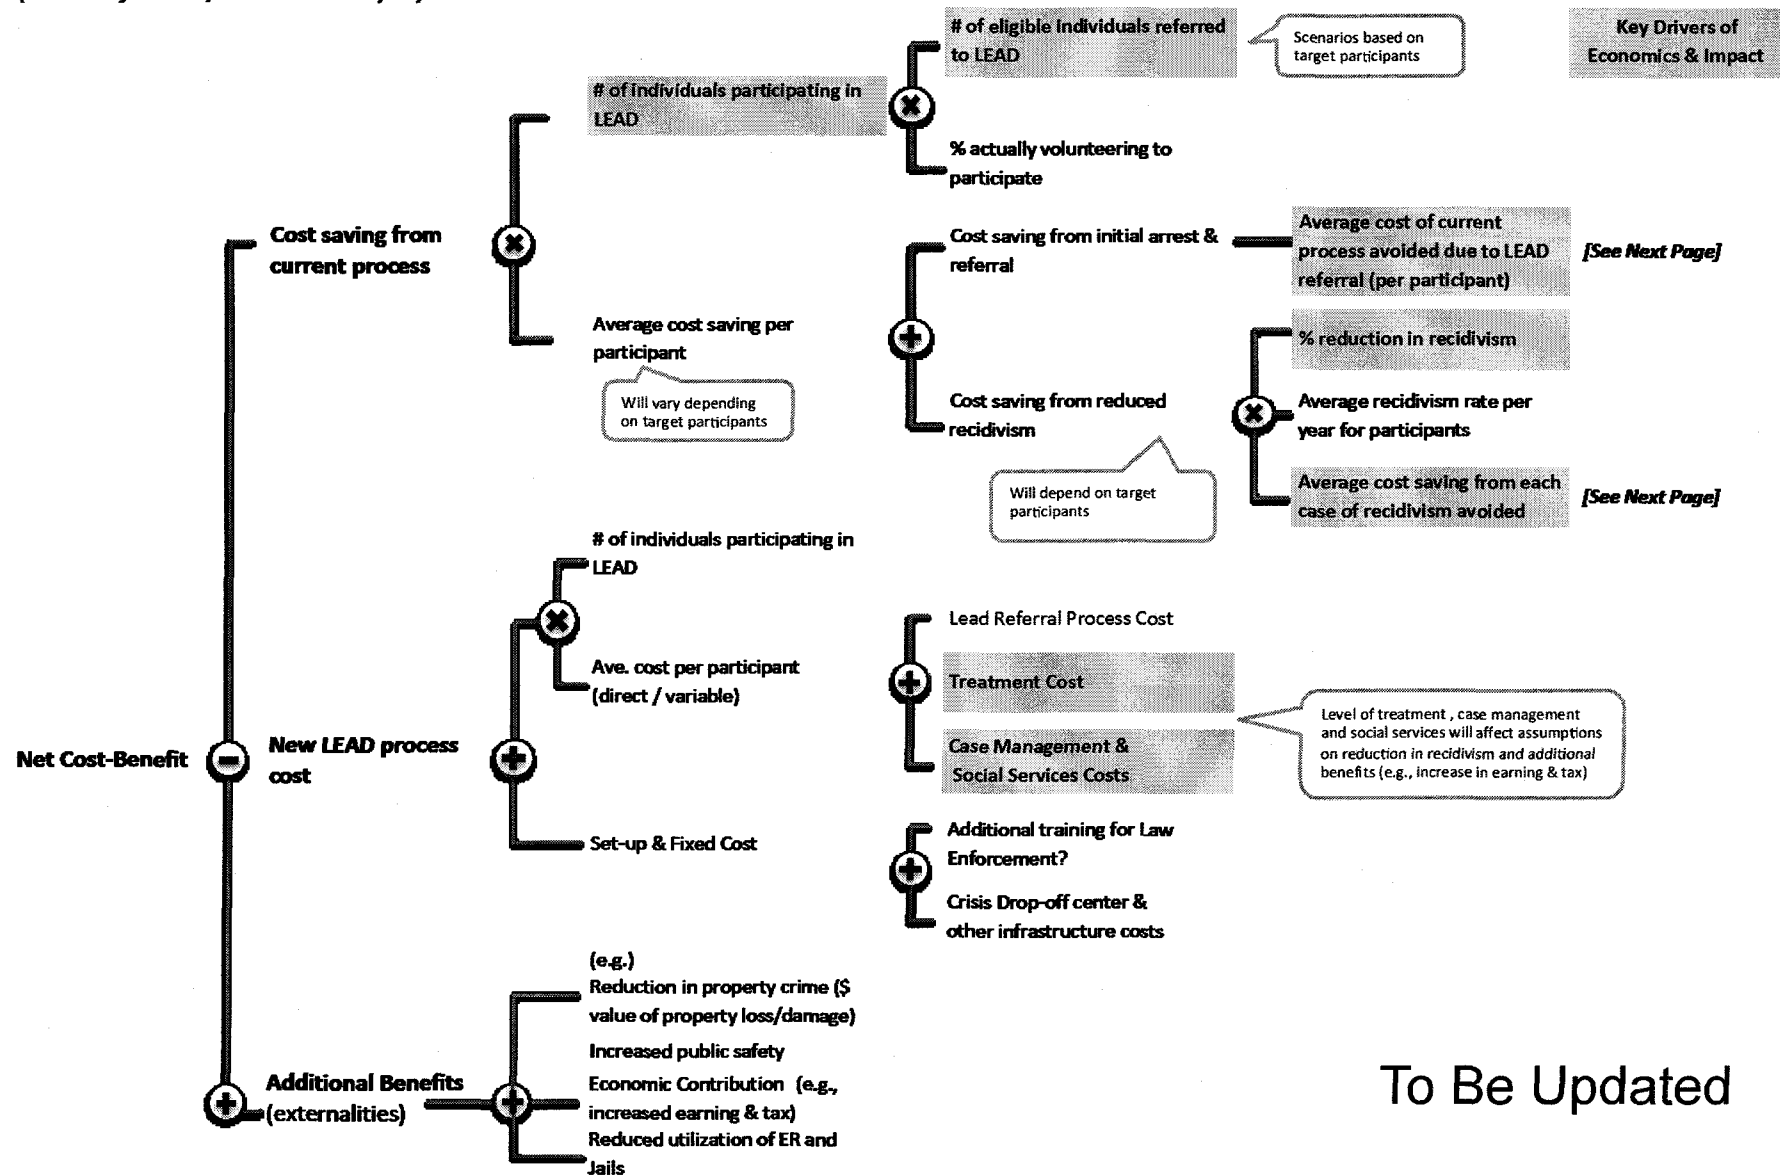 # of eligible individuals referred
to LEAD
Scenarios based on
target participants
Key Drivers of
Economics & Impact
# of individuals participating in
LEAD
% actually volunteering to
participate
Cost saving from
current process
Cost saving from initial arrest &
referral
Average cost of current
process avoided due to LEAD
referral (per participant)
[See Next Page]
Average cost saving per
participant
Will vary depending
on target participants
% reduction in recidivism
Cost saving from reduced
recidivism
Average recidivism rate per
year for participants
Will depend on target
participants
Average cost saving from each
case of recidivism avoided
[See Next Page]
# of individuals participating in
LEAD
Lead Referral Process Cost
Ave. cost per participant
(direct / variable)
Treatment Cost
Level of treatment , case management
and social services will affect assumptions
on reduction in recidivism and additional
benefits (e.g., increase in earning & tax)
Net Cost-Benefit
New LEAD process
cost
Case Management &
Social Services Costs
Set-up & Fixed Cost
Additional training for Law
Enforcement?
Crisis Drop-off center &
other infrastructure costs
(e.g.)
Reduction in property crime ($
value of property loss/damage)
Increased public safety
Additional Benefits
(externalities)
Economic Contribution (e.g.,
increased earning & tax)
Reduced utilization of ER and
Jails
To Be Updated